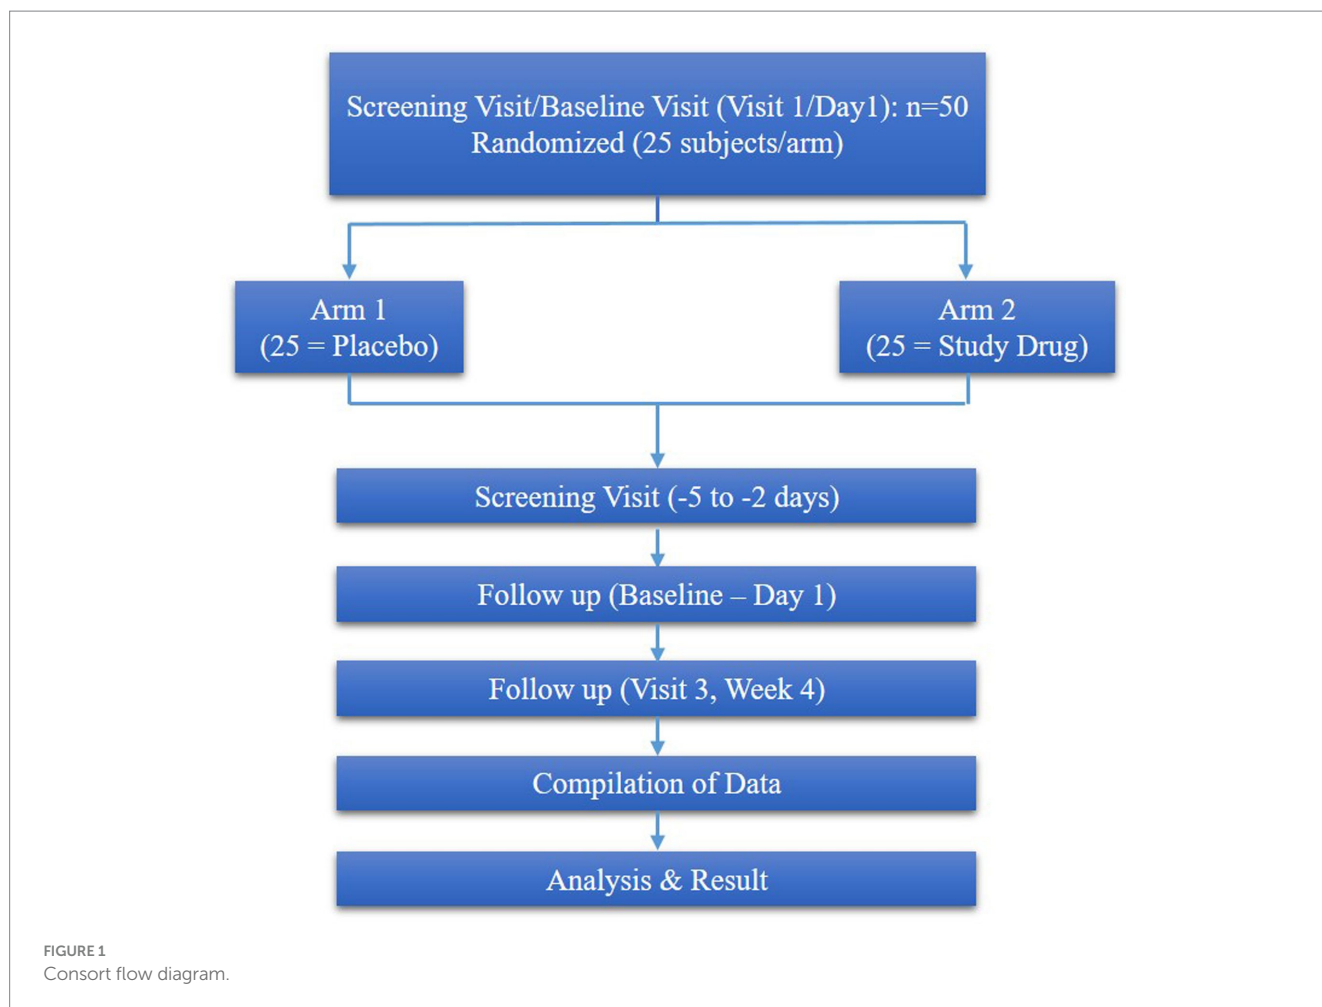 Screening Visit/Baseline Visit (Visit 1/Day1): n=50
Randomized (25 subjects/arm)
Arm 1
(25 = Placebo)
Arm 2
(25 = Study Drug)
Screening Visit (-5 to -2 days)
Follow up (Baseline – Day 1)
Follow up (Visit 3, Week 4)
Compilation of Data
Analysis & Result
FIGURE 1
Consort flow diagram.